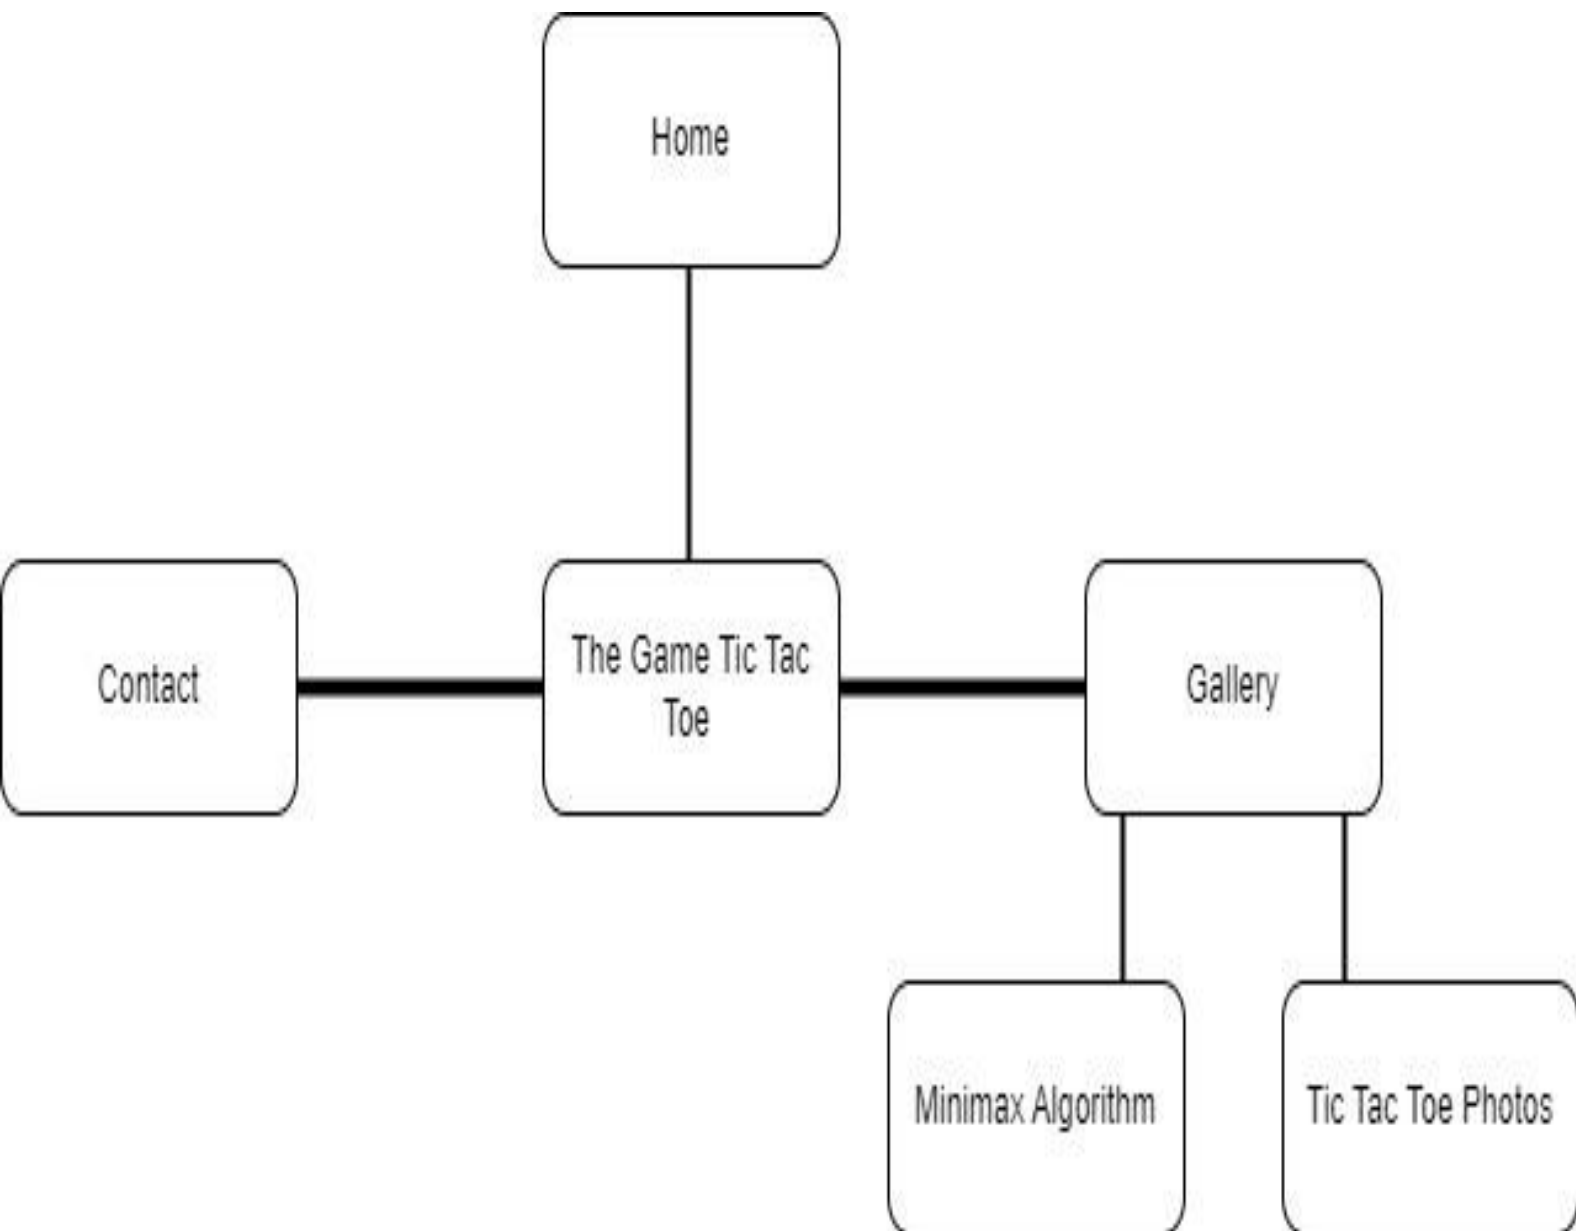 Home
Contact
The Game Tic Tac
Toe
Gallery
Minimax Algorithm
Tic Tac Toe Photos